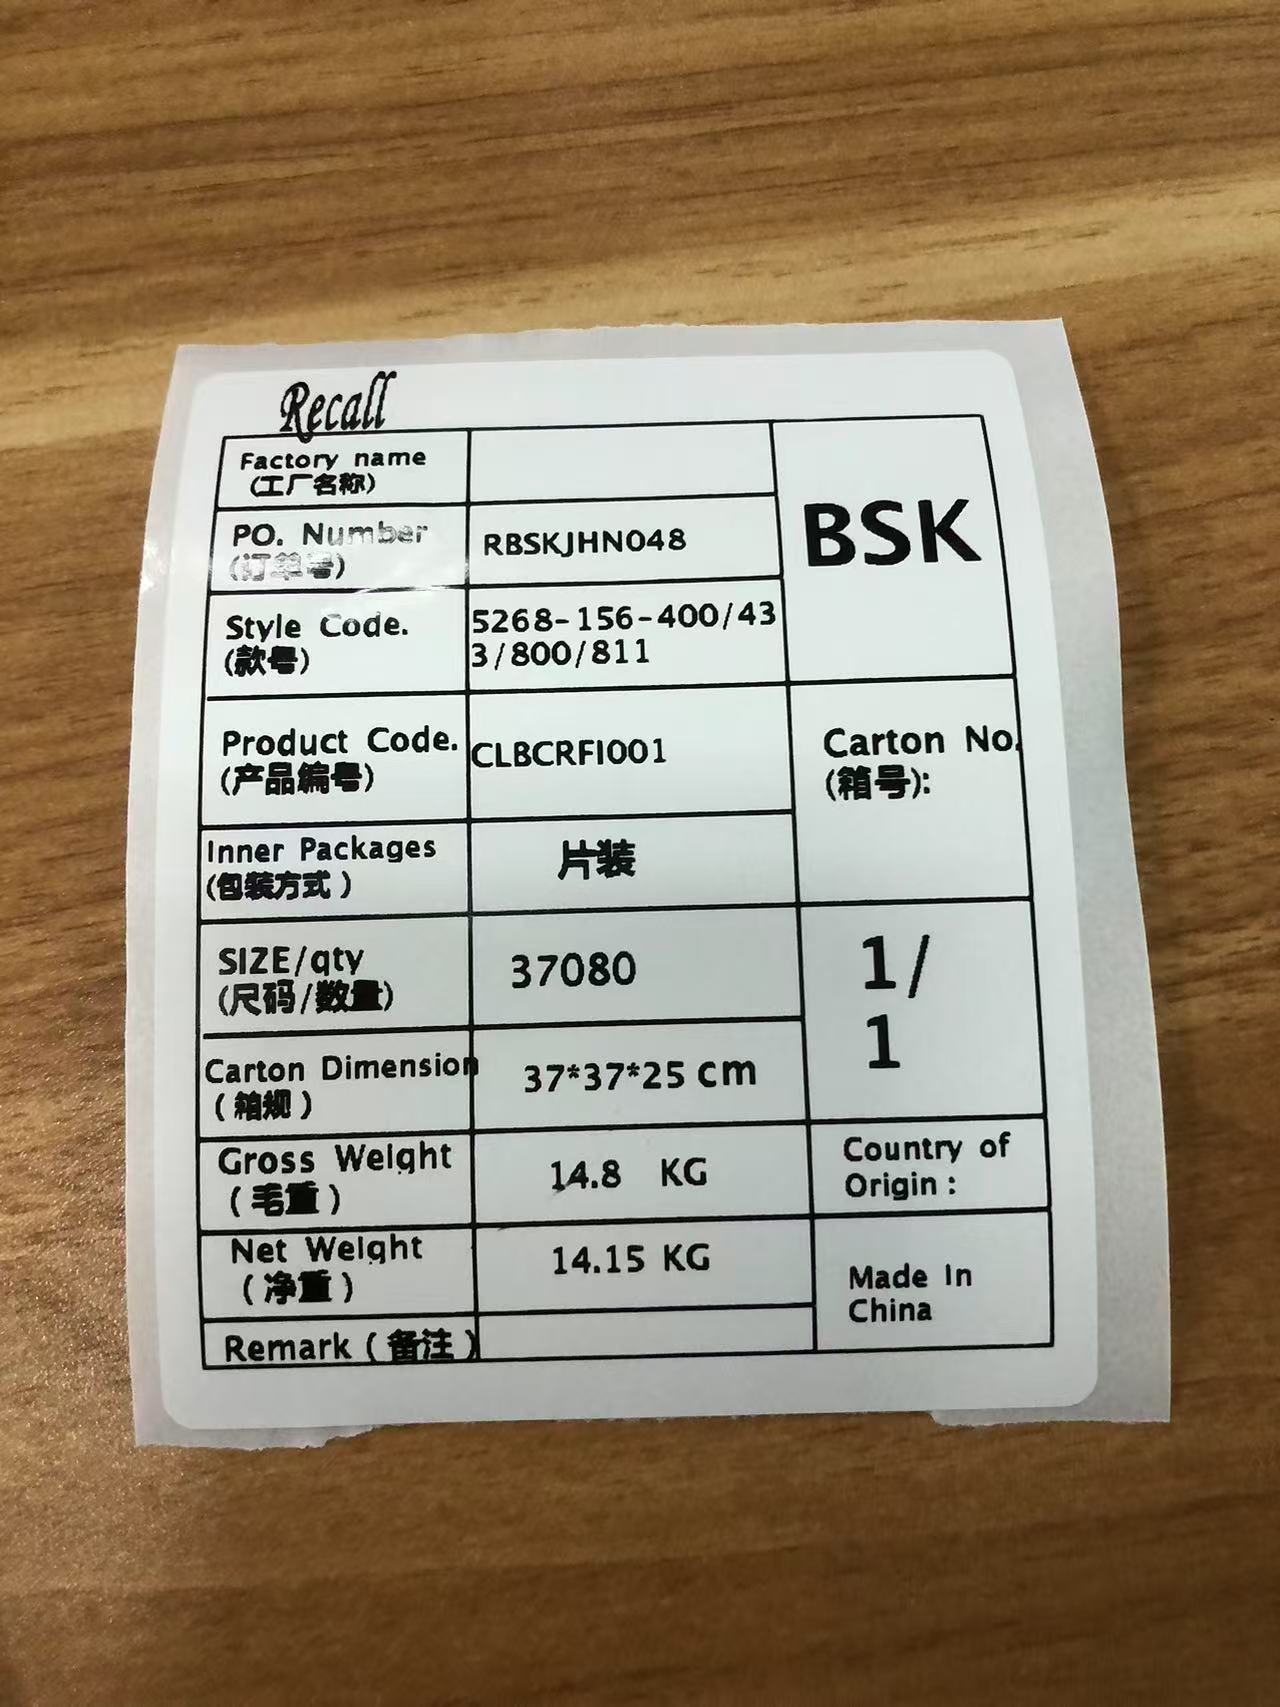 Recall
Factory name
(工厂名称)
BSK
PO. Number
(订单号)
RBSKJHN048
Style Code.
(款号)
5268-156-400/43
3/800/811
Product Code.
(产品编号)
CLBCRFI001
Carton No.
(箱号):
Inner Packages
(包装方式)
片装
SIZE/qty
(尺码/数量)
37080
1/
1
Carton Dimension
(箱规)
37*37*25 cm
Gross Weight
(毛重)
14.8 KG
Country of
Origin:
Net Weight
(净重)
14.15 KG
Made In
China
Remark (备注)